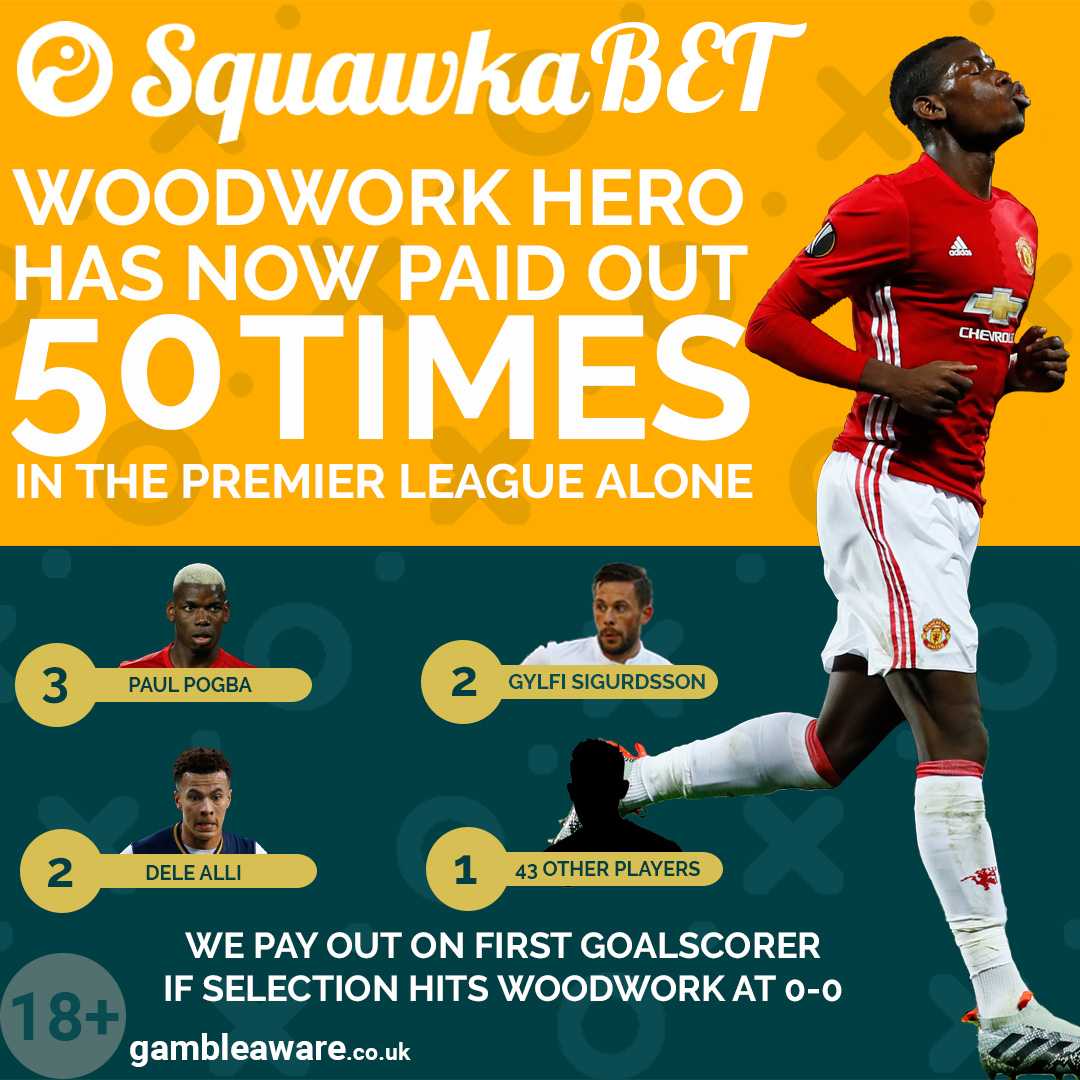 SquawkaBET
WOODWORK HERO
HAS NOW PAID OUT
50 TIMES
IN THE PREMIER LEAGUE ALONE
adidas
CHEVROLE
3 PAUL POGBA
2 GYLFI SIGURDSSON
2 DELE ALLI
1 43 OTHER PLAYERS
WE PAY OUT ON FIRST GOALSCORER
IF SELECTION HITS WOODWORK AT 0-0
18+
gambleaware.co.uk